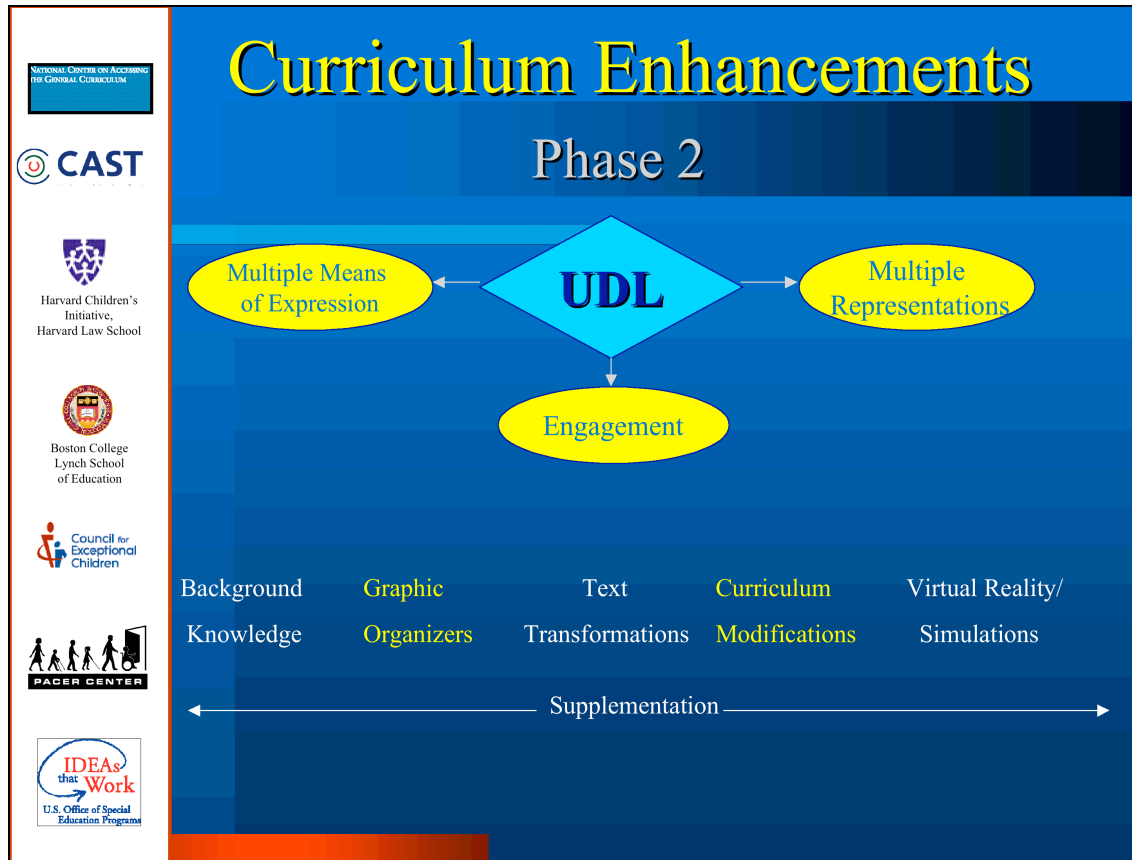 Curriculum Enhancements
Phase 2
NATIONAL CENTER ON ACCESSING
THE GENERAL CURRICULUM
CAST
Harvard Children's
Initiative,
Harvard Law School
Boston College
Lynch School
of Education
Council for
Exceptional
Children
PACER CENTER
IDEAs
that Work
U.S. Office of Special
Education Programs
Multiple Means
of Expression
UDL
Multiple
Representations
Engagement
Background Graphic Text Curriculum Virtual Reality/
Knowledge Organizers Transformations Modifications Simulations
Supplementation